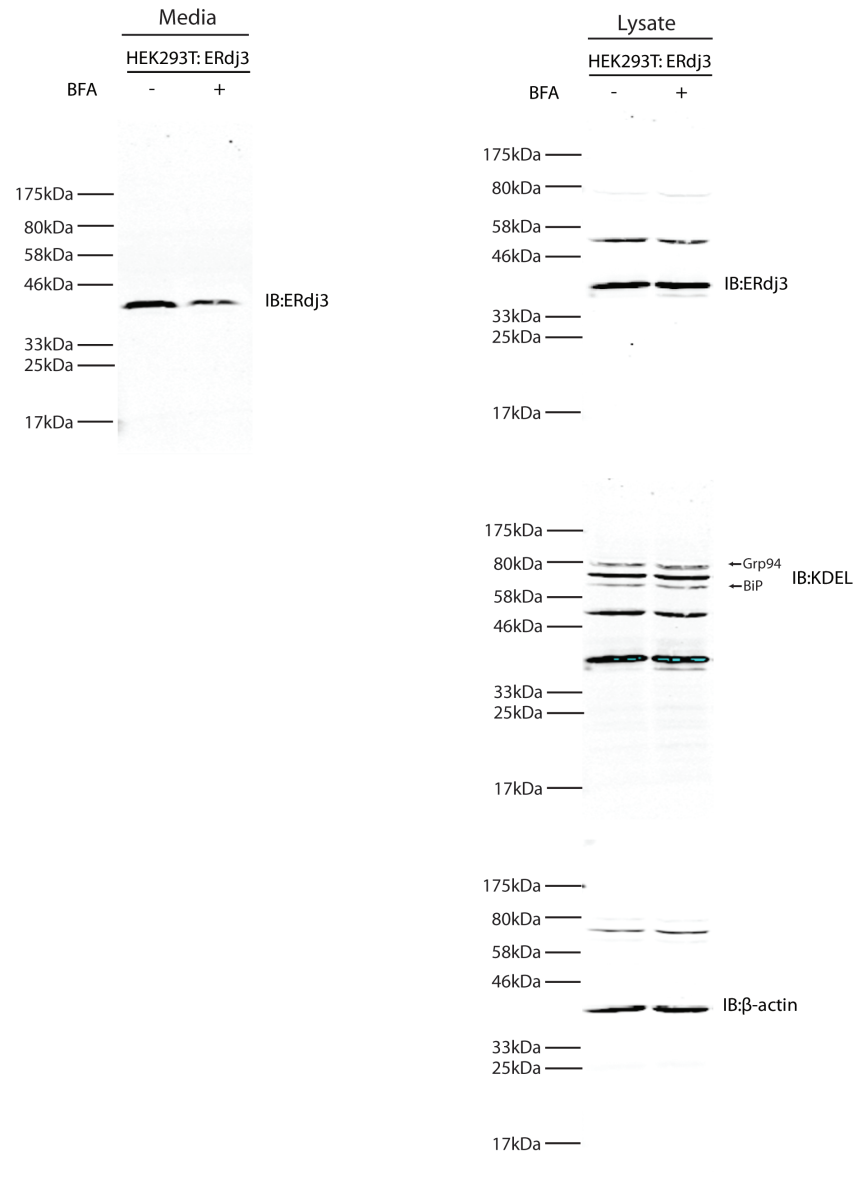 Media
HEK293T: ERdj3
BFA - +
175kDa
80kDa
58kDa
46kDa
IB:ERdj3
33kDa
25kDa
17kDa
Lysate
HEK293T: ERdj3
BFA - +
175kDa
80kDa
58kDa
46kDa
IB:ERdj3
33kDa
25kDa
17kDa
175kDa
80kDa
Grp94
IB:KDEL
BiP
58kDa
46kDa
33kDa
25kDa
17kDa
175kDa
80kDa
58kDa
46kDa
IB:β-actin
33kDa
25kDa
17kDa